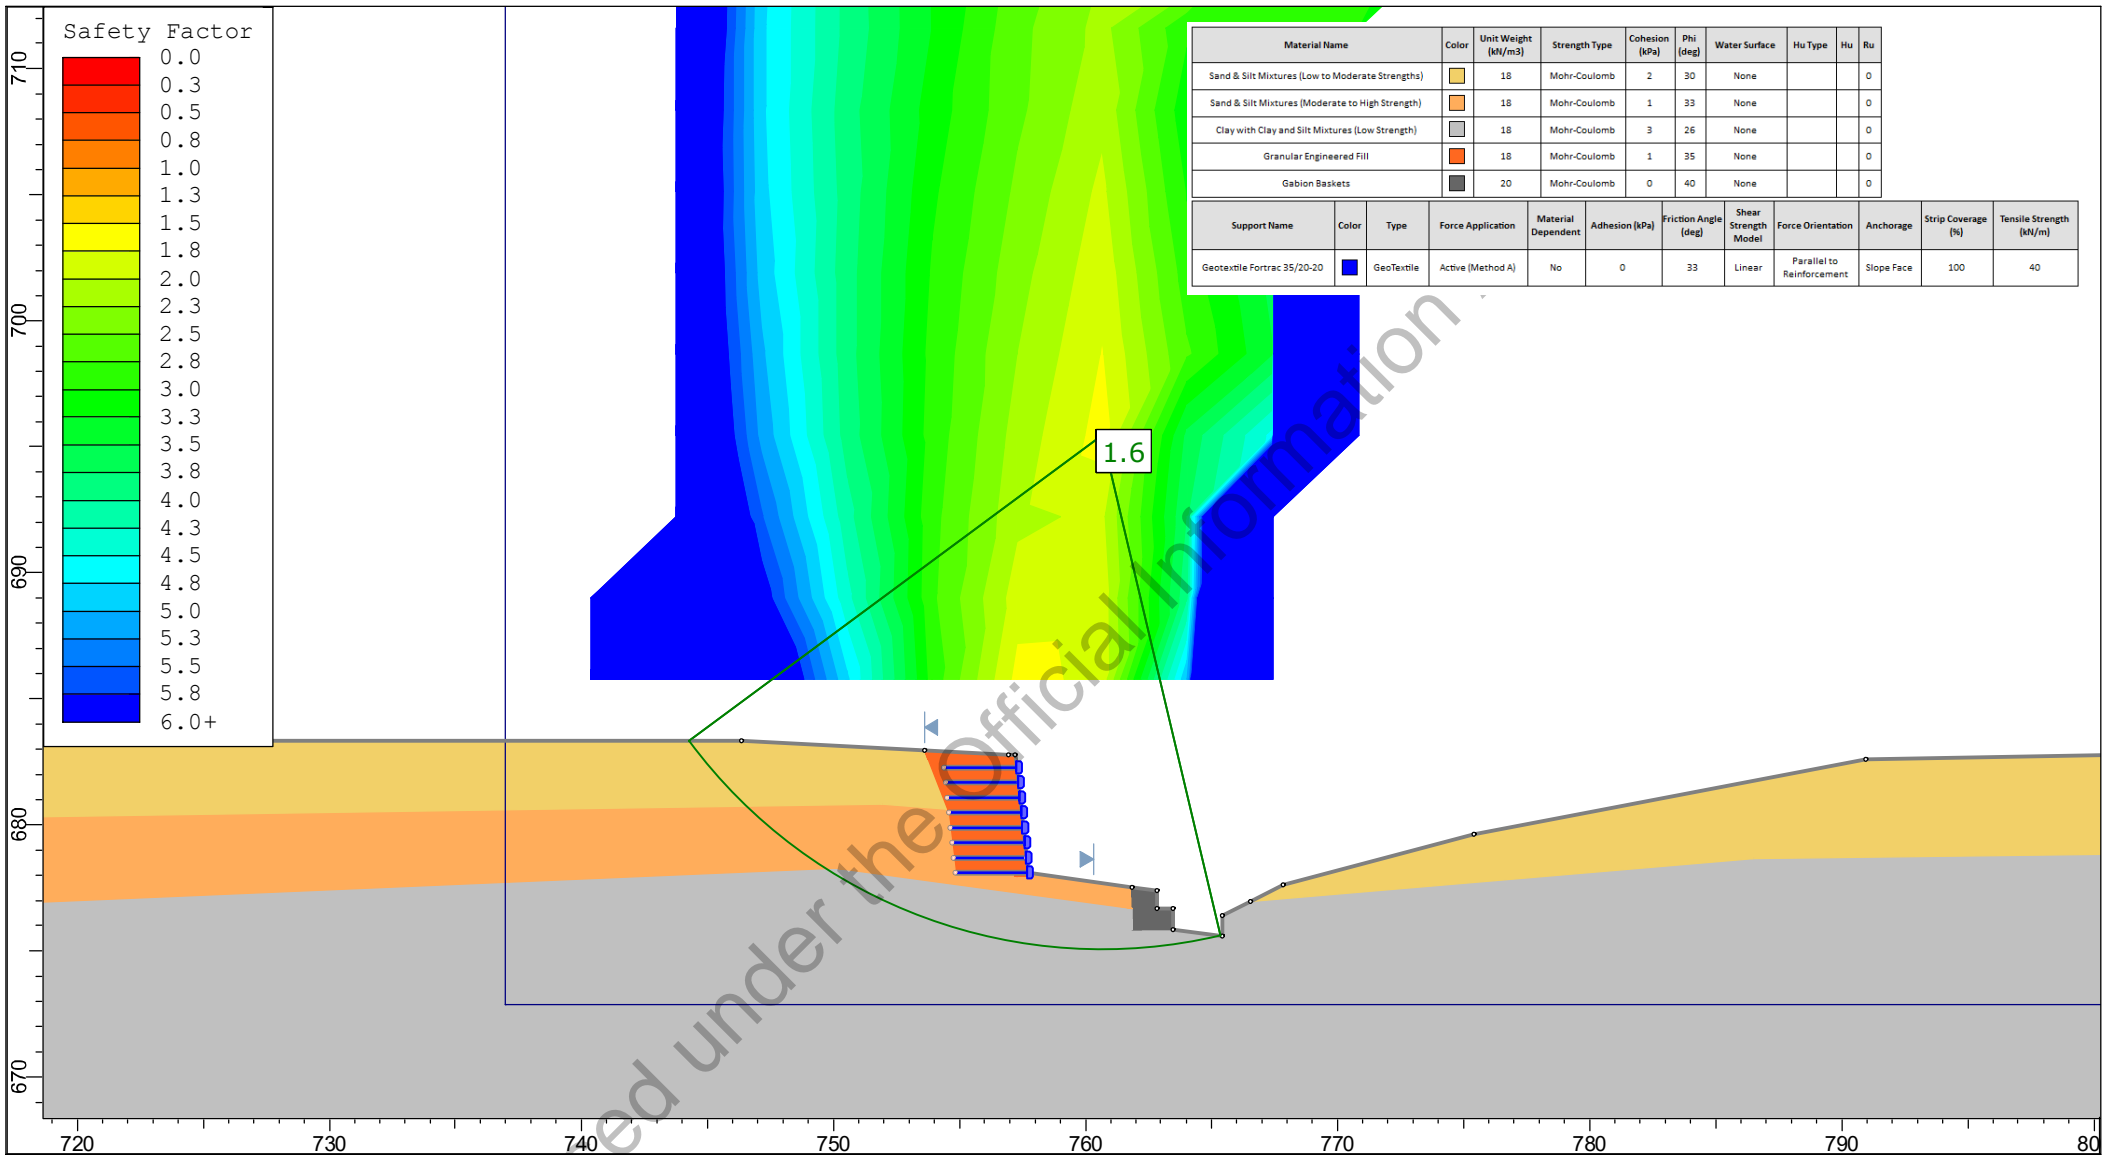 Safety Factor
0.0
0.3
0.5
0.8
1.0
1.3
1.5
1.8
2.0
2.3
2.5
2.8
3.0
3.3
3.5
3.8
4.0
4.3
4.5
4.8
5.0
5.3
5.5
5.8
6.0+
Material Name Color Unit Weight (kN/m3) Strength Type Cohesion (kPa) Phi (deg) Water Surface Hu Type Hu Ru
Sand & Silt Mixtures (Low to Moderate Strengths) 18 Mohr-Coulomb 2 30 None 0
Sand & Silt Mixtures (Moderate to High Strength) 18 Mohr-Coulomb 1 33 None 0
Clay with Clay and Silt Mixtures (Low Strength) 18 Mohr-Coulomb 3 26 None 0
Granular Engineered Fill 18 Mohr-Coulomb 1 35 None 0
Gabion Baskets 20 Mohr-Coulomb 0 40 None 0
Support Name Color Type Force Application Material Dependent Adhesion (kPa) Friction Angle (deg) Shear Strength Model Force Orientation Anchorage Strip Coverage (%) Tensile Strength (kN/m)
Geotextile Fortrac 35/20-20 GeoTextile Active (Method A) No 0 33 Linear Parallel to Reinforcement Slope Face 100 40
1.6
710
700
690
680
670
720 730 740 750 760 770 780 790 80
ed under the Official Information